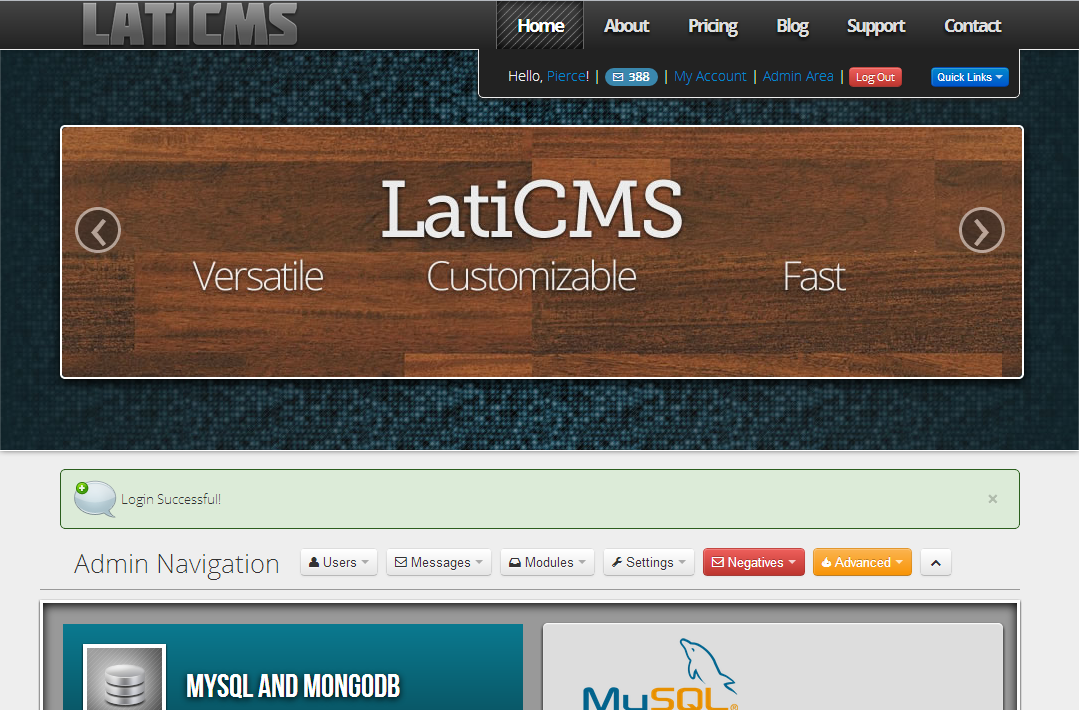 LATICMS
Home About Pricing Blog Support Contact
Hello, Pierce! | 388 | My Account | Admin Area | Log Out Quick Links
LatiCMS
Versatile Customizable Fast
Login Successful!
×
Admin Navigation Users Messages Modules Settings Negatives Advanced
MYSQL AND MONGODB
MySQL®